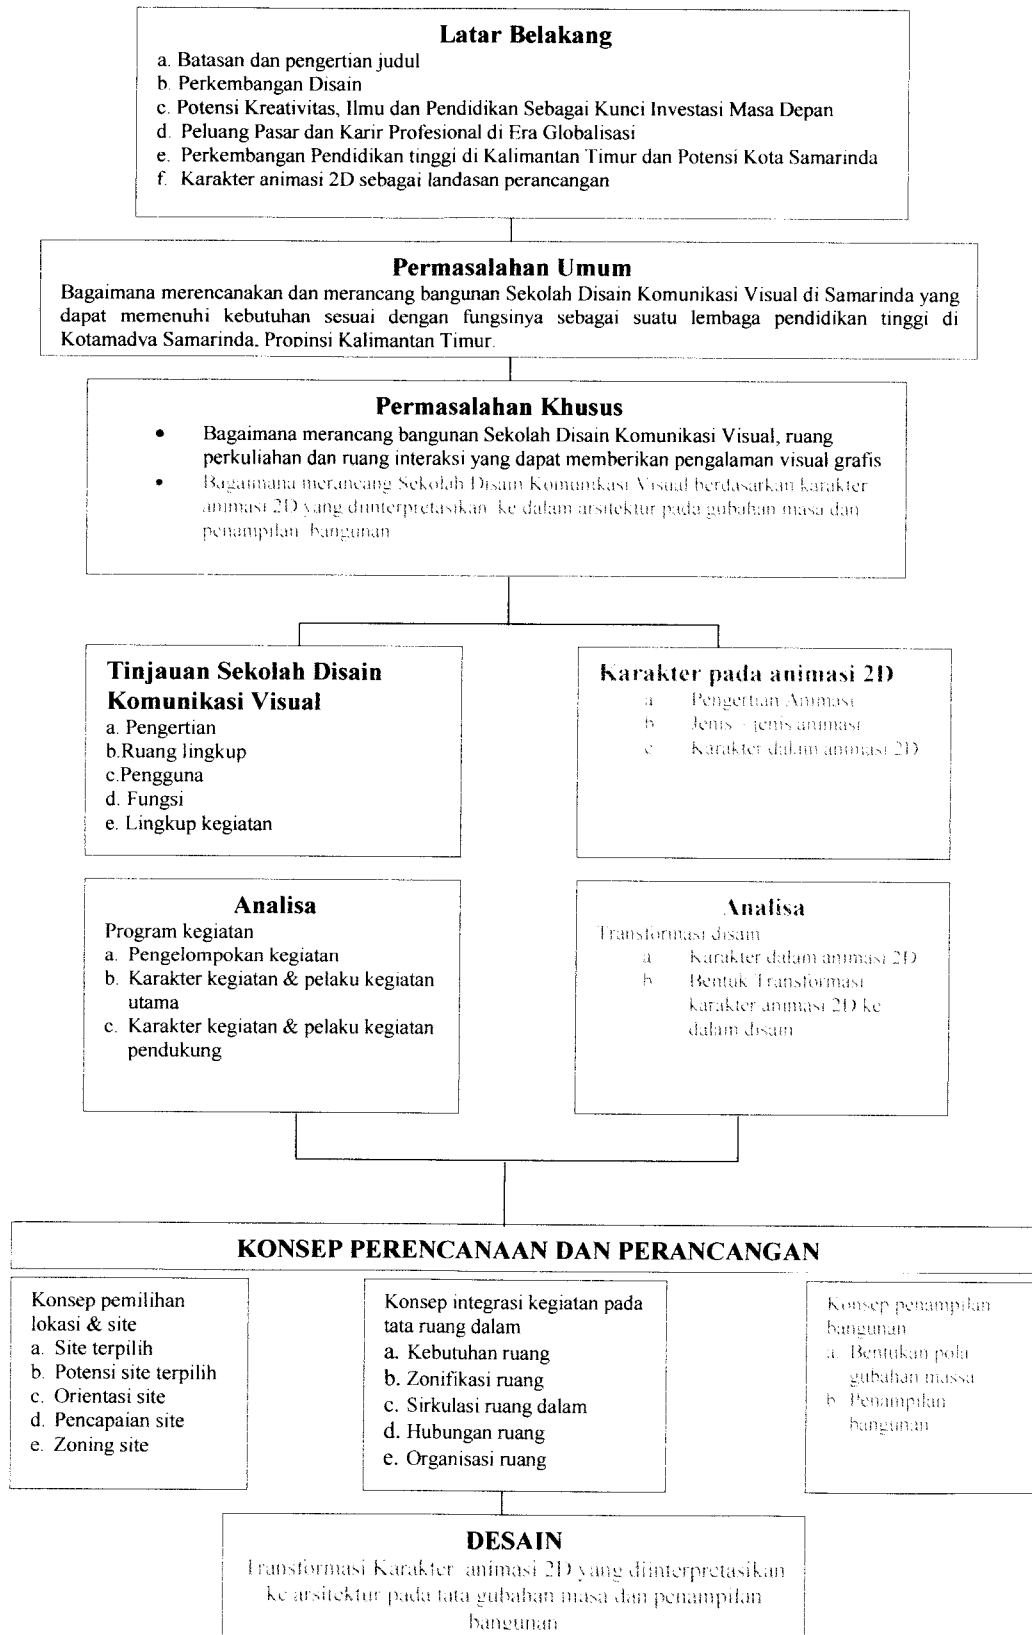 Latar Belakang
a. Batasan dan pengertian judul
b. Perkembangan Disain
c. Potensi Kreativitas, Ilmu dan Pendidikan Sebagai Kunci Investasi Masa Depan
d. Peluang Pasar dan Karir Profesional di Era Globalisasi
e. Perkembangan Pendidikan tinggi di Kalimantan Timur dan Potensi Kota Samarinda
f. Karakter animasi 2D sebagai landasan perancangan
Permasalahan Umum
Bagaimana merencanakan dan merancang bangunan Sekolah Disain Komunikasi Visual di Samarinda yang
dapat memenuhi kebutuhan sesuai dengan fungsinya sebagai suatu lembaga pendidikan tinggi di
Kotamadya Samarinda, Propinsi Kalimantan Timur.
Permasalahan Khusus
• Bagaimana merancang bangunan Sekolah Disain Komunikasi Visual, ruang
perkuliahan dan ruang interaksi yang dapat memberikan pengalaman visual grafis
• Bagaimana merancang Sekolah Disain Komunikasi Visual berdasarkan karakter
animasi 2D yang diinterpretasikan ke dalam arsitektur pada gubahan masa dan
penampilan bangunan
Tinjauan Sekolah Disain
Komunikasi Visual
a. Pengertian
b.Ruang lingkup
c.Pengguna
d. Fungsi
e. Lingkup kegiatan
Karakter pada animasi 2D
a Pengertian Animasi
b Jenis - jenis animasi
c Karakter dalam animasi 2D
Analisa
Program kegiatan
a. Pengelompokan kegiatan
b. Karakter kegiatan & pelaku kegiatan
utama
c. Karakter kegiatan & pelaku kegiatan
pendukung
Analisa
Transformasi disain
a Karakter dalam animasi 2D
b Bentuk Transformasi
karakter animasi 2D ke
dalam disain
KONSEP PERENCANAAN DAN PERANCANGAN
Konsep pemilihan
lokasi & site
a. Site terpilih
b. Potensi site terpilih
c. Orientasi site
d. Pencapaian site
e. Zoning site
Konsep integrasi kegiatan pada
tata ruang dalam
a. Kebutuhan ruang
b. Zonifikasi ruang
c. Sirkulasi ruang dalam
d. Hubungan ruang
e. Organisasi ruang
Konsep penampilan
bangunan
a. Bentukan pola
gubahan massa
b. Penampilan
bangunan
DESAIN
Transformasi Karakter animasi 2D yang diinterpretasikan
ke arsitektur pada tata gubahan masa dan penampilan
bangunan